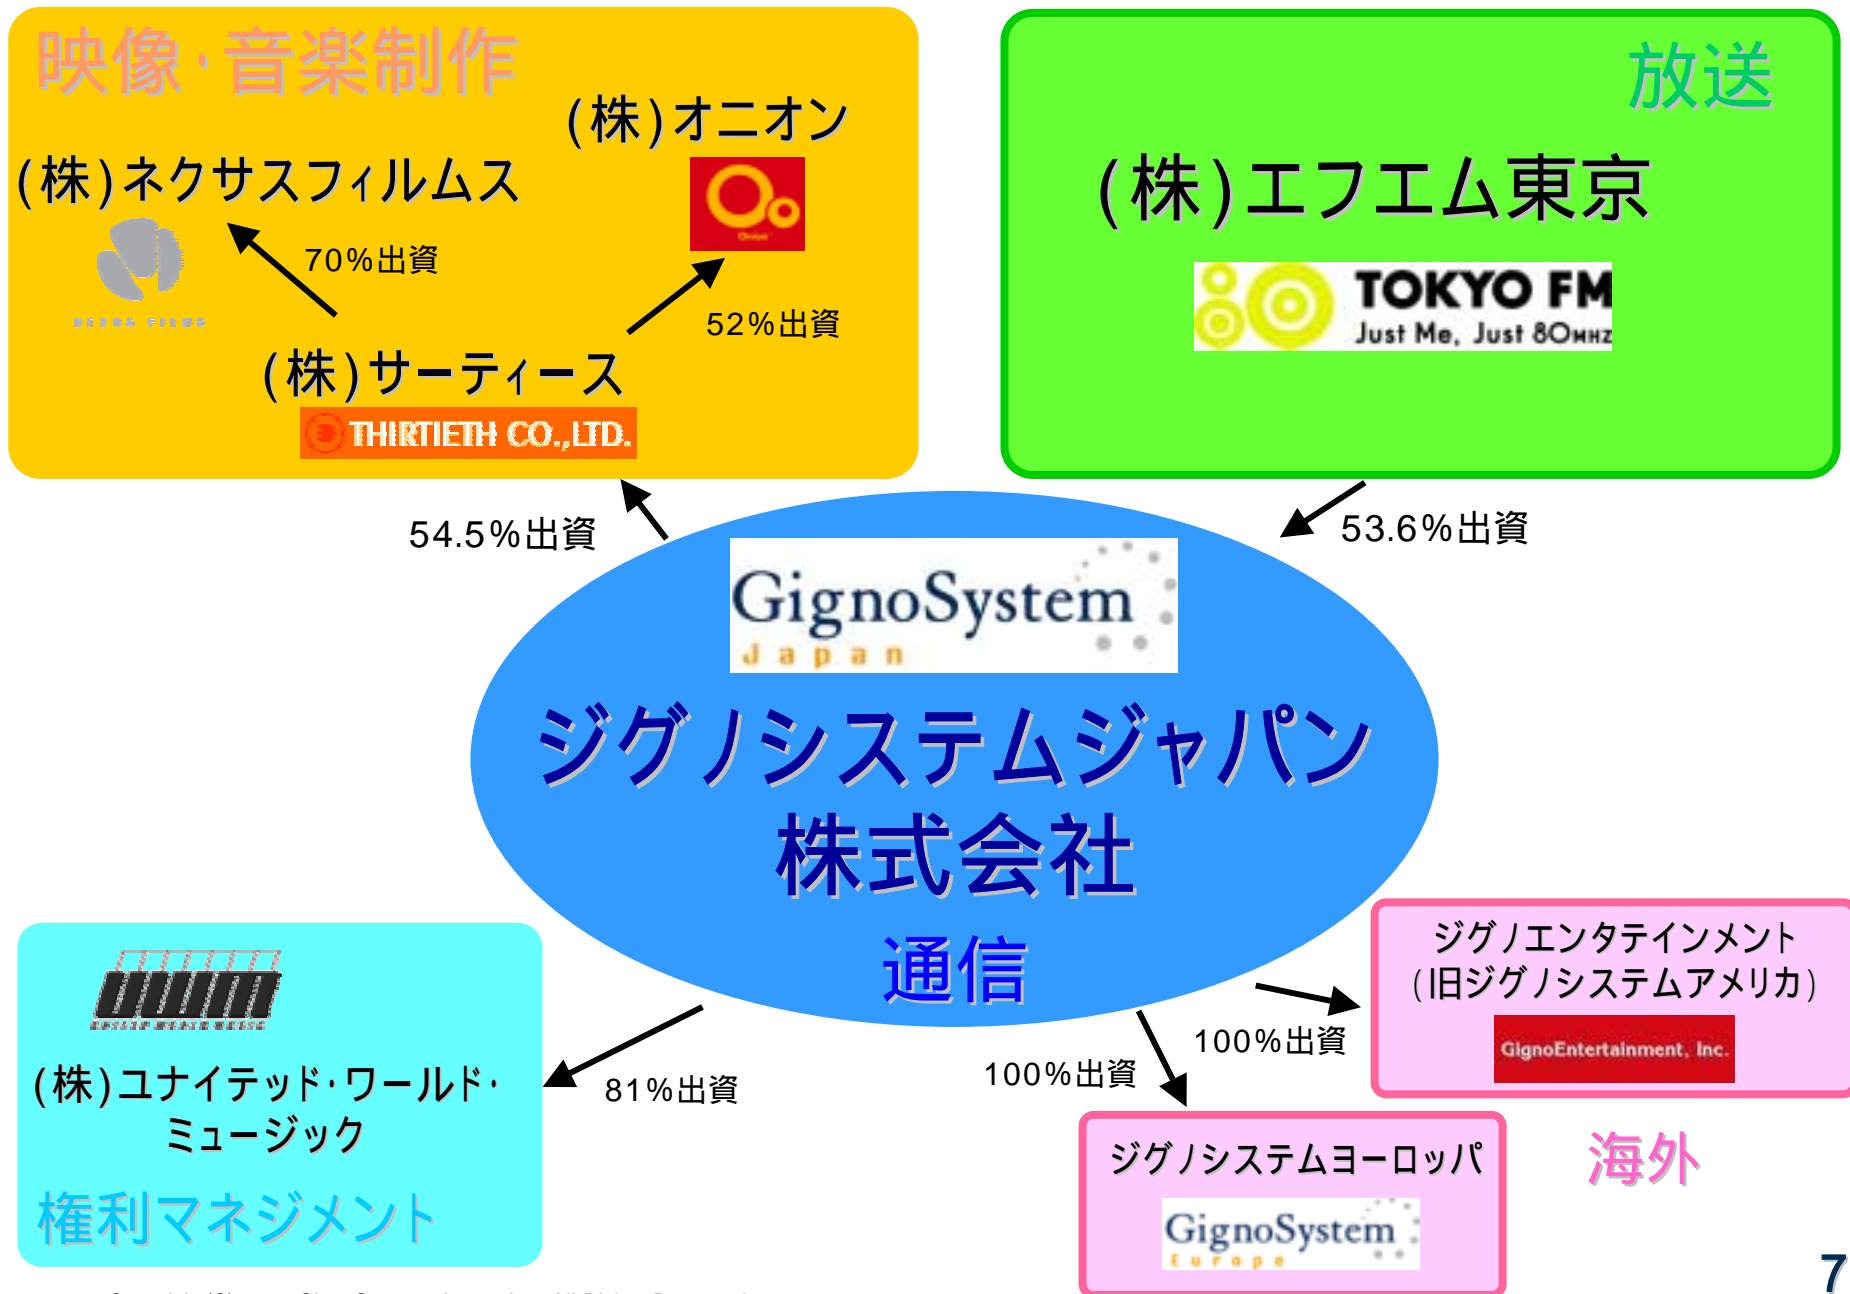 映像・音楽制作
(株)オニオン
Onion
(株)ネクサスフィルムス
NEXUS FILMS
70%出資
52%出資
(株)サーティース
THIRTIETH CO.,LTD.
放送
(株)エフエム東京
TOKYO FM
Just Me, Just 80MHZ
54.5%出資
53.6%出資
GignoSystem
Japan
ジグノシステムジャパン
株式会社
通信
(株)ユナイテッド・ワールド・
ミュージック
権利マネジメント
81%出資
100%出資
100%出資
ジグノエンタテインメント
(旧ジグノシステムアメリカ)
GignoEntertainment, Inc.
ジグノシステムヨーロッパ
GignoSystem
Europe
海外
7